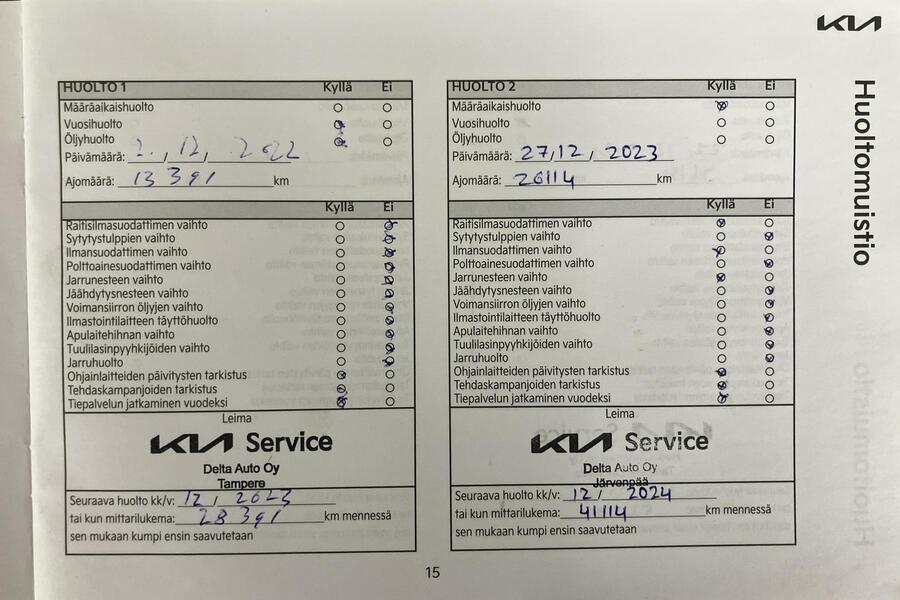 KIA
Huoltomuistio
HUOLTO 1 Kyllä Ei
Määräaikaishuolto
Vuosihuolto
Öljyhuolto
Päivämäärä: 2., 12, 2022
Ajomäärä: 13 391 km
Kyllä Ei
Raitisilmasuodattimen vaihto
Sytytystulppien vaihto
Ilmansuodattimen vaihto
Polttoainesuodattimen vaihto
Jarrunesteen vaihto
Jäähdytysnesteen vaihto
Voimansiirron öljyjen vaihto
Ilmastointilaitteen täyttöhuolto
Apulaitehihnan vaihto
Tuulilasinpyyhkijöiden vaihto
Jarruhuolto
Ohjainlaitteiden päivitysten tarkistus
Tehdaskampanjoiden tarkistus
Tiepalvelun jatkaminen vuodeksi
Leima
KIA Service
Delta Auto Oy
Tampere
Seuraava huolto kk/v: 12, 2023
tai kun mittarilukema: 28 391 km mennessä
sen mukaan kumpi ensin saavutetaan
HUOLTO 2 Kyllä Ei
Määräaikaishuolto
Vuosihuolto
Öljyhuolto
Päivämäärä: 27,12, 2023
Ajomäärä: 26114 km
Kyllä Ei
Raitisilmasuodattimen vaihto
Sytytystulppien vaihto
Ilmansuodattimen vaihto
Polttoainesuodattimen vaihto
Jarrunesteen vaihto
Jäähdytysnesteen vaihto
Voimansiirron öljyjen vaihto
Ilmastointilaitteen täyttöhuolto
Apulaitehihnan vaihto
Tuulilasinpyyhkijöiden vaihto
Jarruhuolto
Ohjainlaitteiden päivitysten tarkistus
Tehdaskampanjoiden tarkistus
Tiepalvelun jatkaminen vuodeksi
Leima
KIA Service
Delta Auto Oy
Järvenpää
Seuraava huolto kk/v: 12/ 2024
tai kun mittarilukema: 41114 km mennessä
sen mukaan kumpi ensin saavutetaan
15